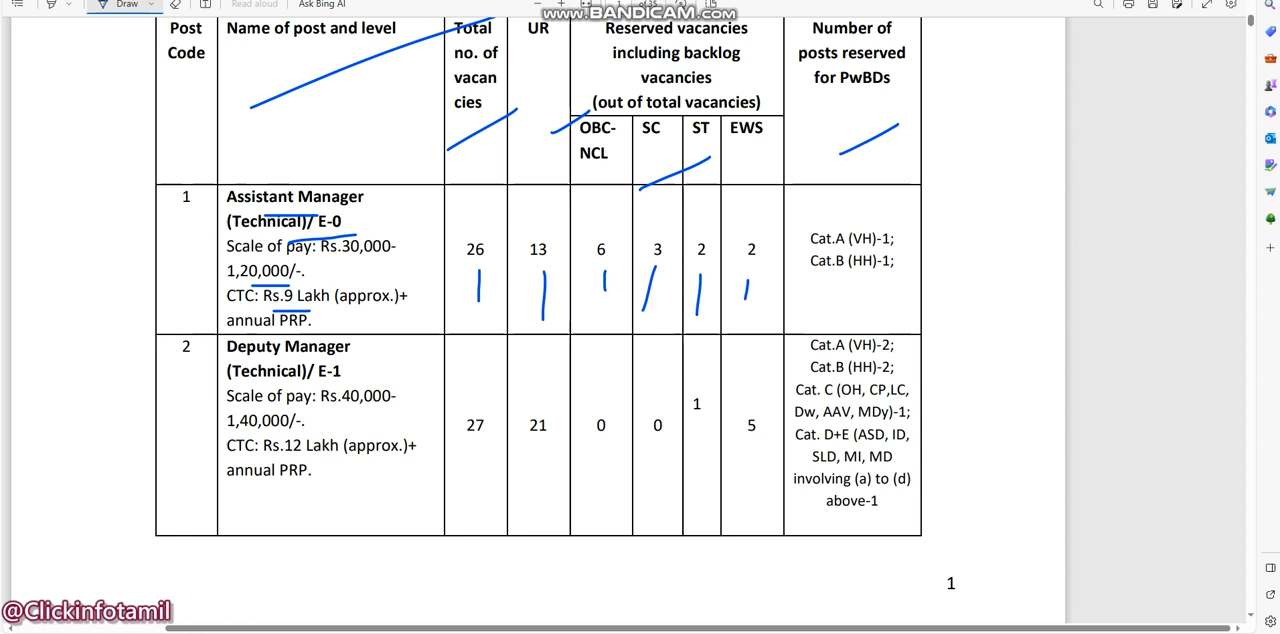 Draw
Read aloud
Ask Bing AI
www.BANDICAM.com
Post Code
Name of post and level
Total no. of vacan cies
UR
Reserved vacancies
including backlog
vacancies
(out of total vacancies)
Number of
posts reserved
for PwBDs
OBC-
NCL
SC
ST
EWS
1
Assistant Manager
(Technical)/ E-0
Scale of pay: Rs.30,000-
1,20,000/-.
CTC: Rs.9 Lakh (approx.)+
annual PRP.
26
13
6
3
2
2
Cat.A (VH)-1;
Cat.B (HH)-1;
2
Deputy Manager
(Technical)/ E-1
Scale of pay: Rs.40,000-
1,40,000/-.
CTC: Rs.12 Lakh (approx.)+
annual PRP.
27
21
0
0
1
5
Cat.A (VH)-2;
Cat.B (HH)-2;
Cat. C (OH, CP,LC,
Dw, AAV, MDy)-1;
Cat. D+E (ASD, ID,
SLD, MI, MD
involving (a) to (d)
above-1
1
@Clickinfotamil